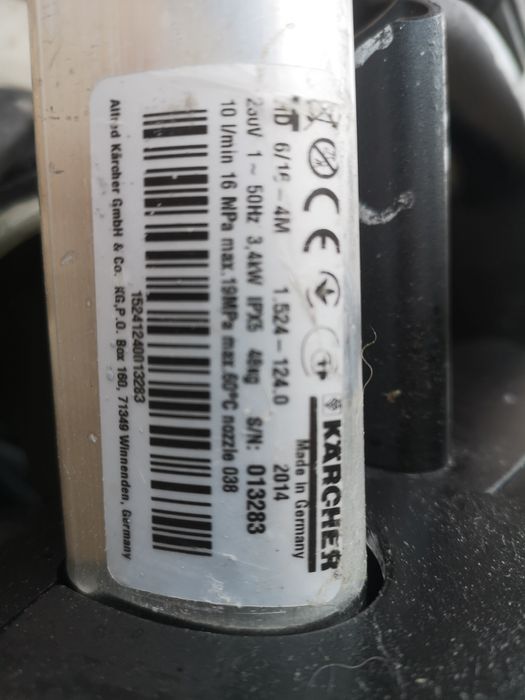 KÄRCHER®
Made in Germany
HD 6/16-4M 1.524-124.0 2014
230V 1~ 50Hz 3,4kW IPX5 48kg S/N: 013283
10 l/min 16 MPa max.19MPa max.60°C nozzle 038
15241240013283
Alfred Kärcher GmbH & Co. KG,P.O. Box 160, 71349 Winnenden, Germany